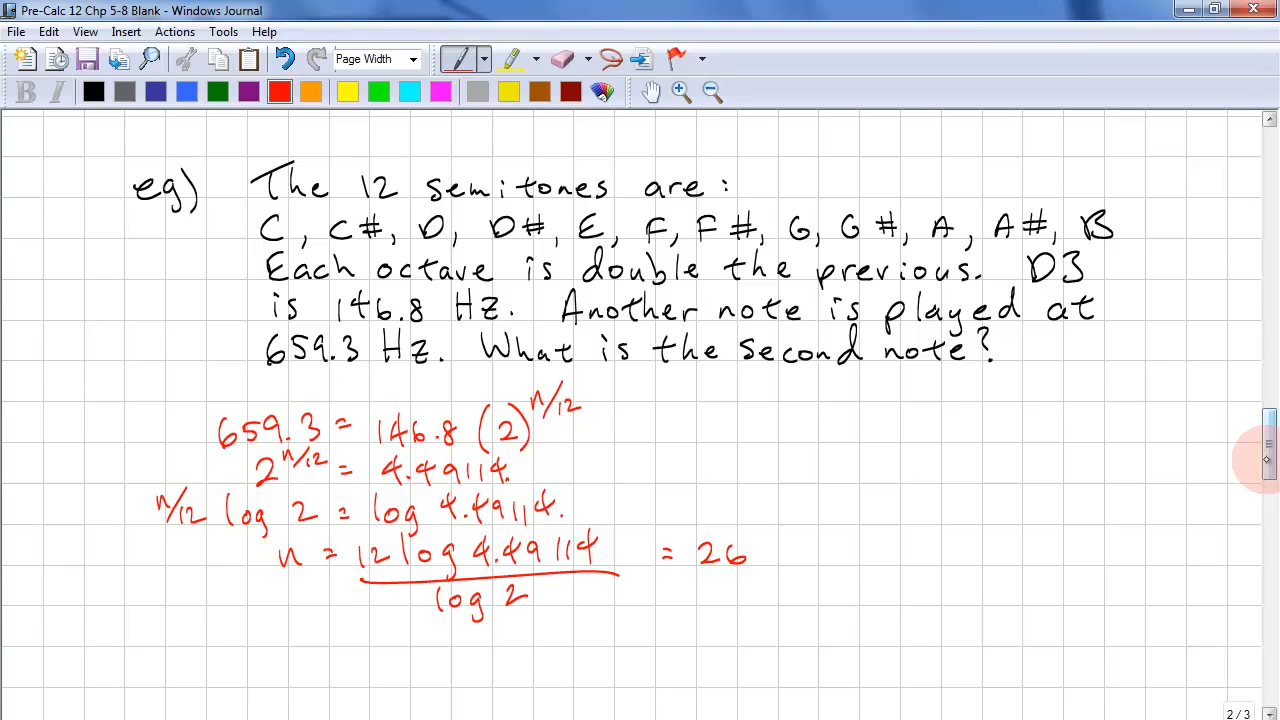 Pre-Calc 12 Chp 5-8 Blank - Windows Journal
File Edit View Insert Actions Tools Help
Page Width
B I
eg) The 12 semitones are:
C, C#, D, D#, E, F, F#, G, G#, A, A#, B
Each octave is double the previous. D3
is 146.8 Hz. Another note is played at
659.3 Hz. What is the second note?
659.3 = 146.8 (2)^n/12
2^n/12 = 4.49114.
n/12 log 2 = log 4.49114.
n = 12 log 4.49114 = 26
log 2
2/3